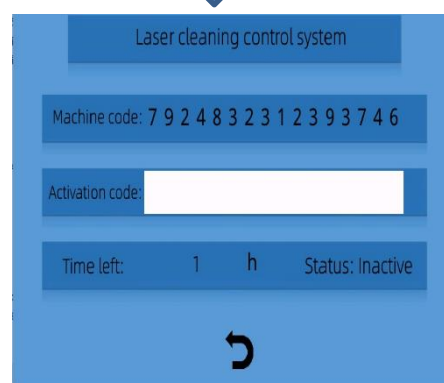 Laser cleaning control system
Machine code: 7 9 2 4 8 3 2 3 1 2 3 9 3 7 4 6
Activation code:
Time left: 1 h Status: Inactive